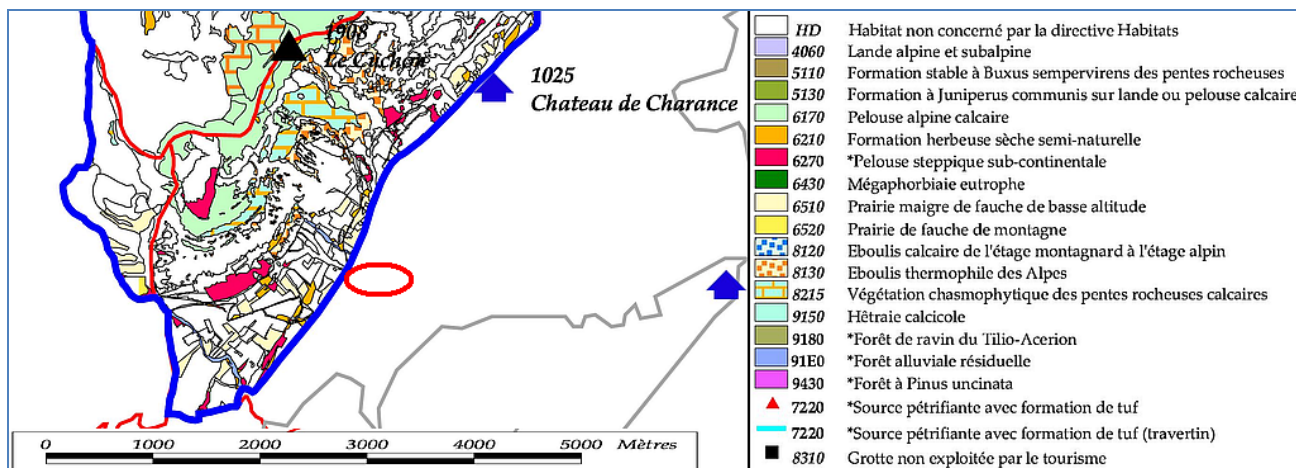 1908
Le Cuchon
1025
Chateau de Charance
0 1000 2000 3000 4000 5000 Mètres
HD Habitat non concerné par la directive Habitats
4060 Lande alpine et subalpine
5110 Formation stable à Buxus sempervirens des pentes rocheuses
5130 Formation à Juniperus communis sur lande ou pelouse calcaire
6170 Pelouse alpine calcaire
6210 Formation herbeuse sèche semi-naturelle
6270 *Pelouse steppique sub-continentale
6430 Mégaphorbiaie eutrophe
6510 Prairie maigre de fauche de basse altitude
6520 Prairie de fauche de montagne
8120 Eboulis calcaire de l'étage montagnard à l'étage alpin
8130 Eboulis thermophile des Alpes
8215 Végétation chasmophytique des pentes rocheuses calcaires
9150 Hêtraie calcicole
9180 *Forêt de ravin du Tilio-Acerion
91E0 *Forêt alluviale résiduelle
9430 *Forêt à Pinus uncinata
7220 *Source pétrifiante avec formation de tuf
7220 *Source pétrifiante avec formation de tuf (travertin)
8310 Grotte non exploitée par le tourisme